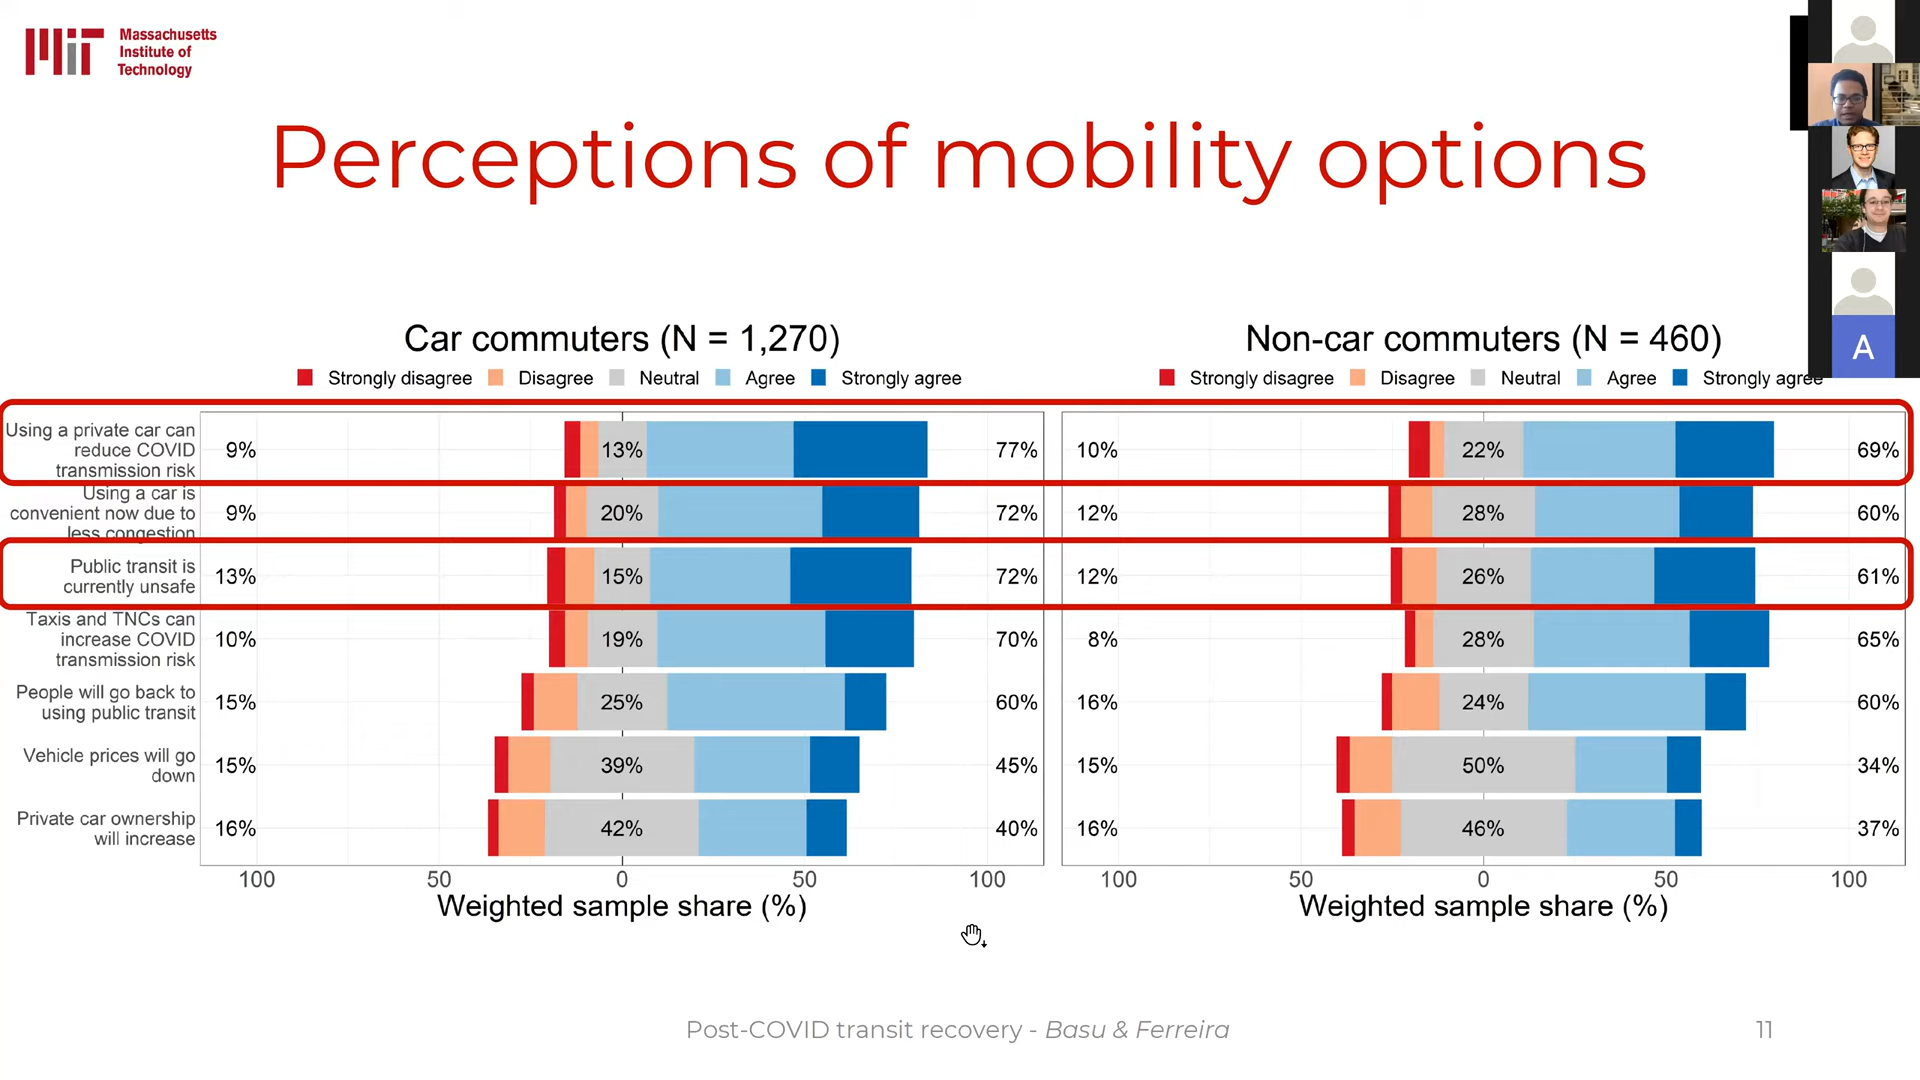 Massachusetts
Institute of
Technology
Perceptions of mobility options
A
Car commuters (N = 1,270)
Strongly disagree Disagree Neutral Agree Strongly agree
Non-car commuters (N = 460)
Strongly disagree Disagree Neutral Agree Strongly agree
Using a private car can
reduce COVID
transmission risk
9% 13% 77% 10% 22% 69%
Using a car is
convenient now due to
less congestion
9% 20% 72% 12% 28% 60%
Public transit is
currently unsafe
13% 15% 72% 12% 26% 61%
Taxis and TNCs can
increase COVID
transmission risk
10% 19% 70% 8% 28% 65%
People will go back to
using public transit
15% 25% 60% 16% 24% 60%
Vehicle prices will go
down
15% 39% 45% 15% 50% 34%
Private car ownership
will increase
16% 42% 40% 16% 46% 37%
100 50 0 50 100 100 50 0 50 100
Weighted sample share (%) Weighted sample share (%)
Post-COVID transit recovery - Basu & Ferreira
11